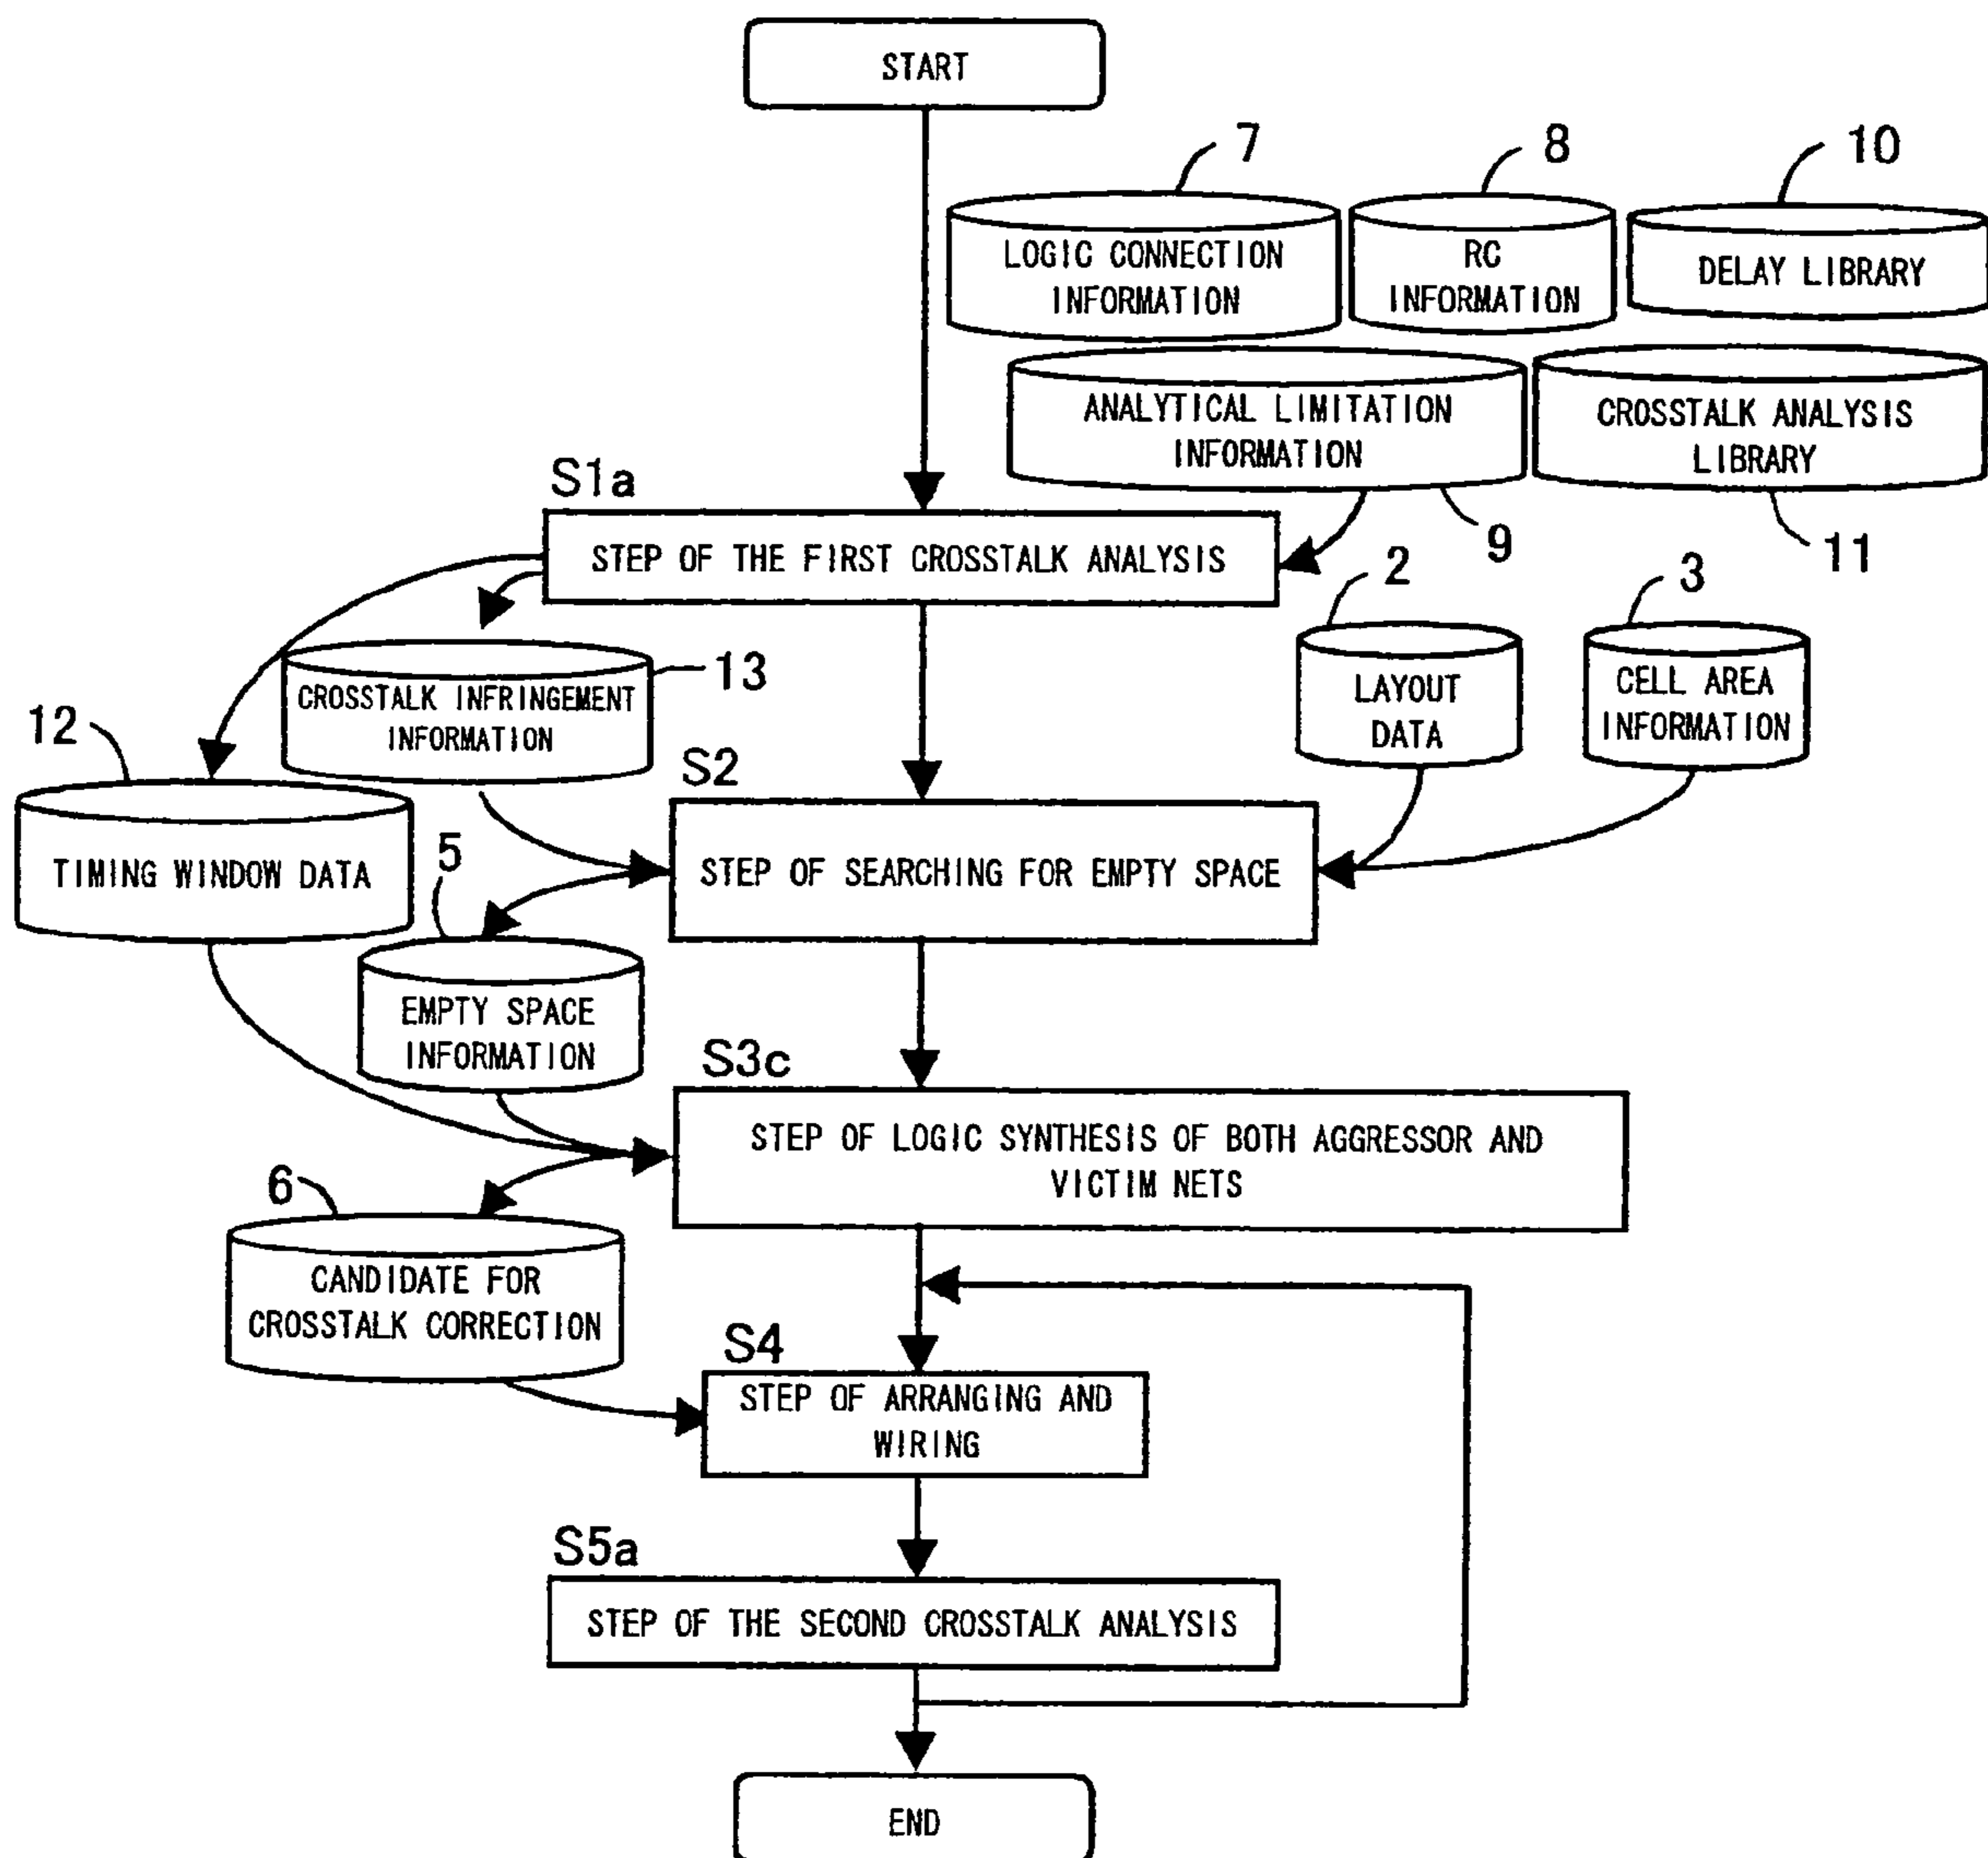 START
7
8
10
LOGIC CONNECTION
INFORMATION
RC
INFORMATION
DELAY LIBRARY
ANALYTICAL LIMITATION
INFORMATION
CROSSTALK ANALYSIS
LIBRARY
S1a
9
11
STEP OF THE FIRST CROSSTALK ANALYSIS
2
3
13
CROSSTALK INFRINGEMENT
INFORMATION
LAYOUT
DATA
CELL AREA
INFORMATION
12
S2
TIMING WINDOW DATA
5
STEP OF SEARCHING FOR EMPTY SPACE
EMPTY SPACE
INFORMATION
S3c
STEP OF LOGIC SYNTHESIS OF BOTH AGGRESSOR AND
VICTIM NETS
6
CANDIDATE FOR
CROSSTALK CORRECTION
S4
STEP OF ARRANGING AND
WIRING
S5a
STEP OF THE SECOND CROSSTALK ANALYSIS
END